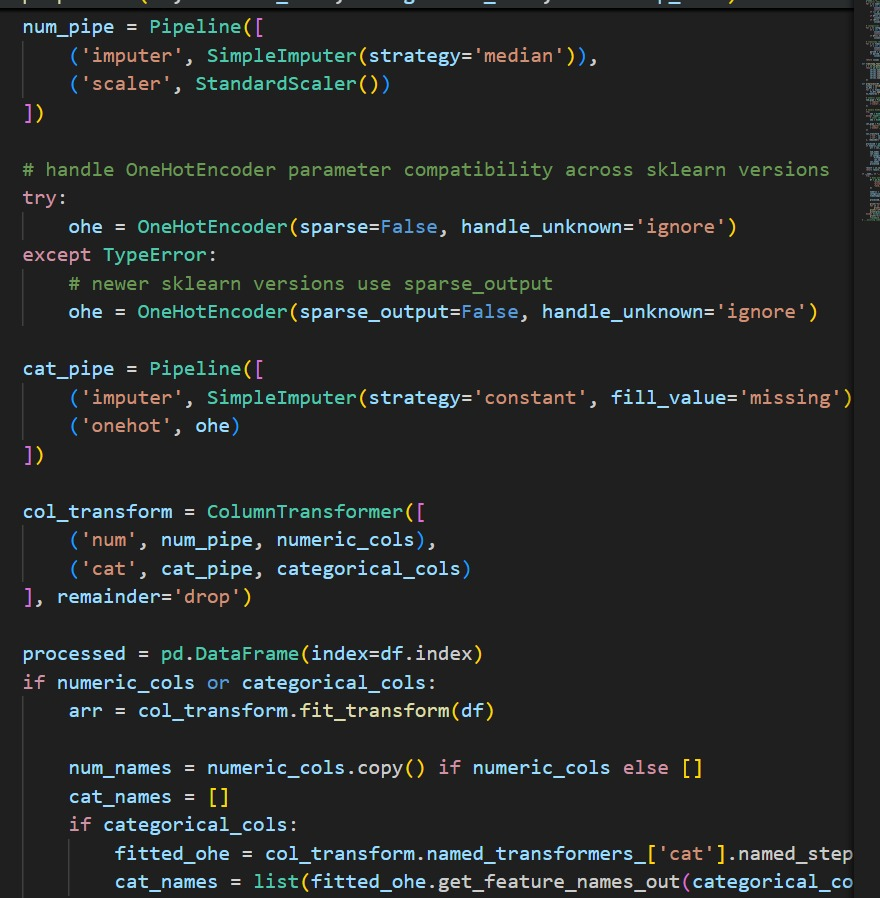 num_pipe = Pipeline([
    ('imputer', SimpleImputer(strategy='median')),
    ('scaler', StandardScaler())
])

# handle OneHotEncoder parameter compatibility across sklearn versions
try:
    ohe = OneHotEncoder(sparse=False, handle_unknown='ignore')
except TypeError:
    # newer sklearn versions use sparse_output
    ohe = OneHotEncoder(sparse_output=False, handle_unknown='ignore')

cat_pipe = Pipeline([
    ('imputer', SimpleImputer(strategy='constant', fill_value='missing')
    ('onehot', ohe)
])

col_transform = ColumnTransformer([
    ('num', num_pipe, numeric_cols),
    ('cat', cat_pipe, categorical_cols)
], remainder='drop')

processed = pd.DataFrame(index=df.index)
if numeric_cols or categorical_cols:
    arr = col_transform.fit_transform(df)

    num_names = numeric_cols.copy() if numeric_cols else []
    cat_names = []
    if categorical_cols:
        fitted_ohe = col_transform.named_transformers_['cat'].named_step
        cat_names = list(fitted_ohe.get_feature_names_out(categorical_co